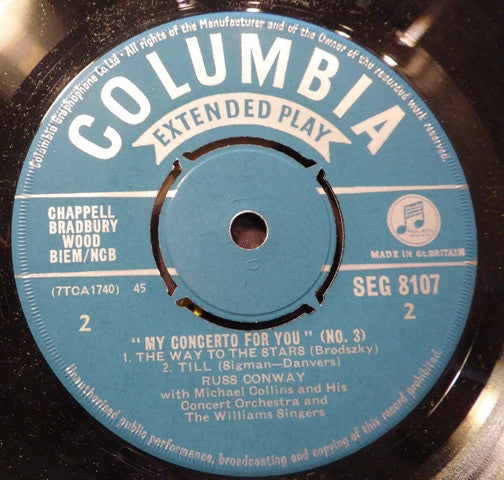 Columbia Graphophone Co Ltd · All rights of the Manufacturer and of the Owner of the recorded work reserved.
COLUMBIA
EXTENDED PLAY
CHAPPELL
BRADBURY
WOOD
BIEM/NCB
MADE IN Gt. BRITAIN
(7TCA1740) 45
SEG 8107
2
2
"MY CONCERTO FOR YOU" (NO. 3)
1. THE WAY TO THE STARS (Brodszky)
2. TILL (Sigman—Danvers)
RUSS CONWAY
with Michael Collins and His
Concert Orchestra and
The Williams Singers
Unauthorised public performance, broadcasting and copying of this record prohibited.